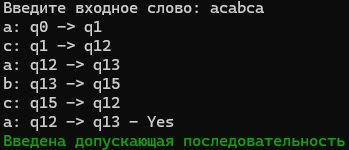 Введите входное слово: acabca
a: q0 -> q1
c: q1 -> q12
a: q12 -> q13
b: q13 -> q15
c: q15 -> q12
a: q12 -> q13 - Yes
Введена допускающая последовательность